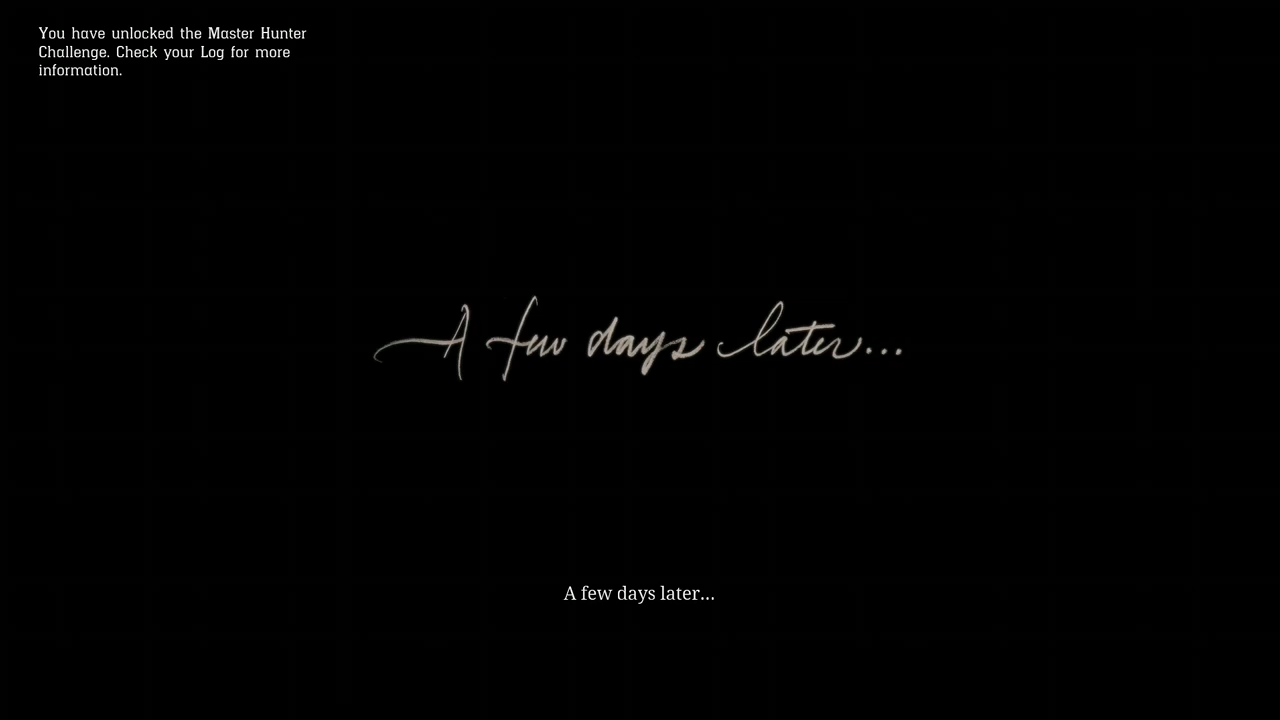 You have unlocked the Master Hunter
Challenge. Check your Log for more
information.
A few days later...
A few days later...